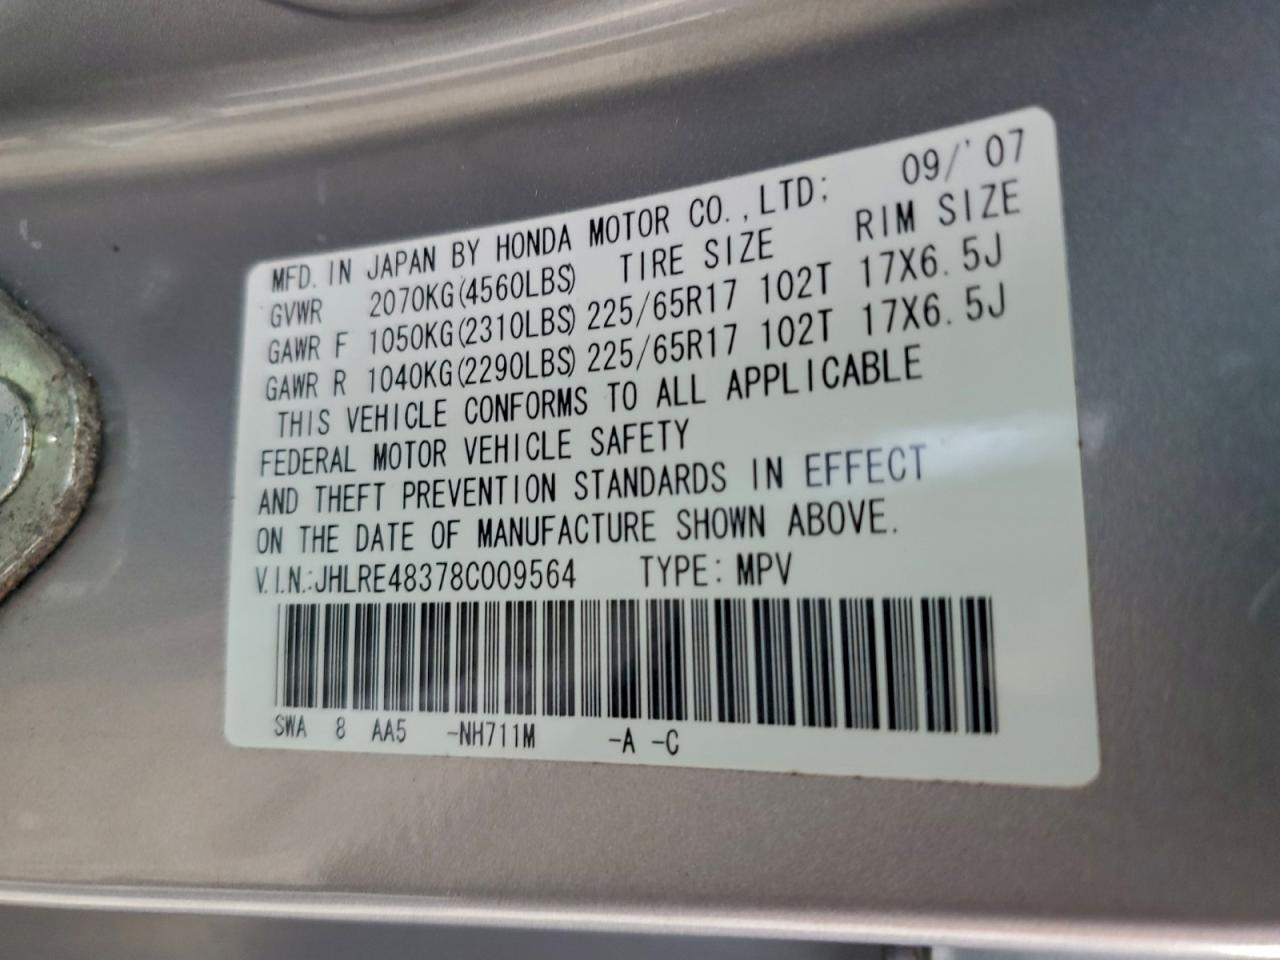 MFD. IN JAPAN BY HONDA MOTOR CO., LTD; 09/'07
GVWR 2070KG(4560LBS) TIRE SIZE RIM SIZE
GAWR F 1050KG(2310LBS) 225/65R17 102T 17X6.5J
GAWR R 1040KG(2290LBS) 225/65R17 102T 17X6.5J
THIS VEHICLE CONFORMS TO ALL APPLICABLE
FEDERAL MOTOR VEHICLE SAFETY
AND THEFT PREVENTION STANDARDS IN EFFECT
ON THE DATE OF MANUFACTURE SHOWN ABOVE.
V.I.N.:JHLRE48378C009564 TYPE: MPV
SWA 8 AA5 -NH711M -A -C